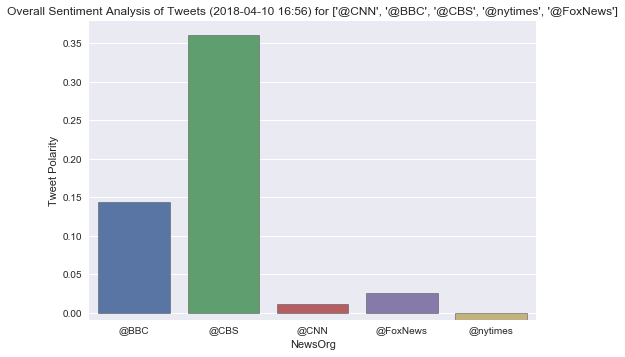 Overall Sentiment Analysis of Tweets (2018-04-10 16:56) for ['@CNN', '@BBC', '@CBS', '@nytimes', '@FoxNews']
0.35
0.30
0.25
0.20
0.15
0.10
0.05
0.00
Tweet Polarity
@BBC @CBS @CNN @FoxNews @nytimes
NewsOrg